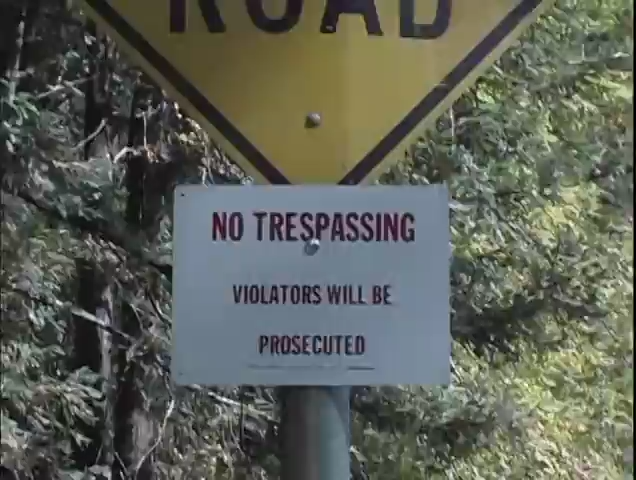 ROAD
NO TRESPASSING
VIOLATORS WILL BE
PROSECUTED